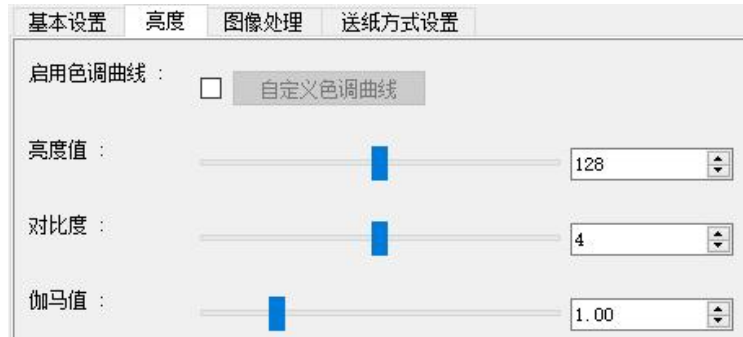 基本设置 亮度 图像处理 送纸方式设置
启用色调曲线 : 自定义色调曲线
亮度值 : 128
对比度 : 4
伽马值 : 1.00